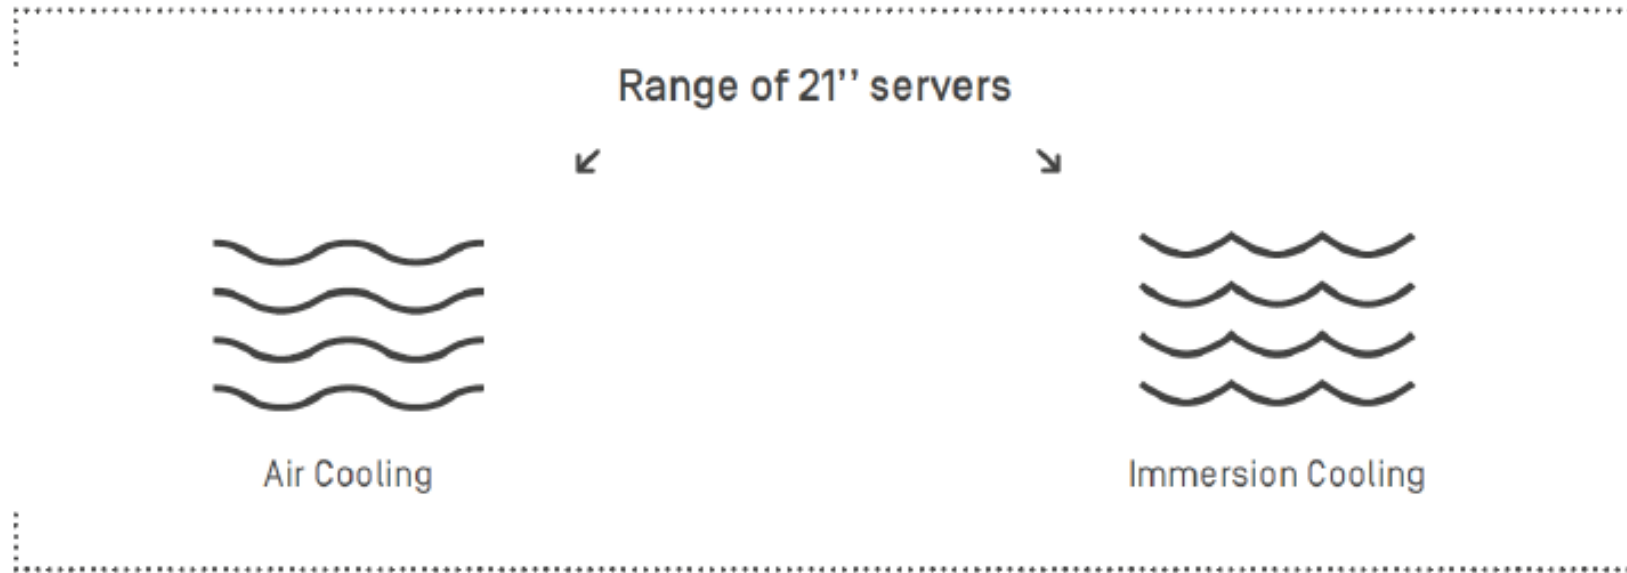 Range of 21’’ servers
Air Cooling
Immersion Cooling